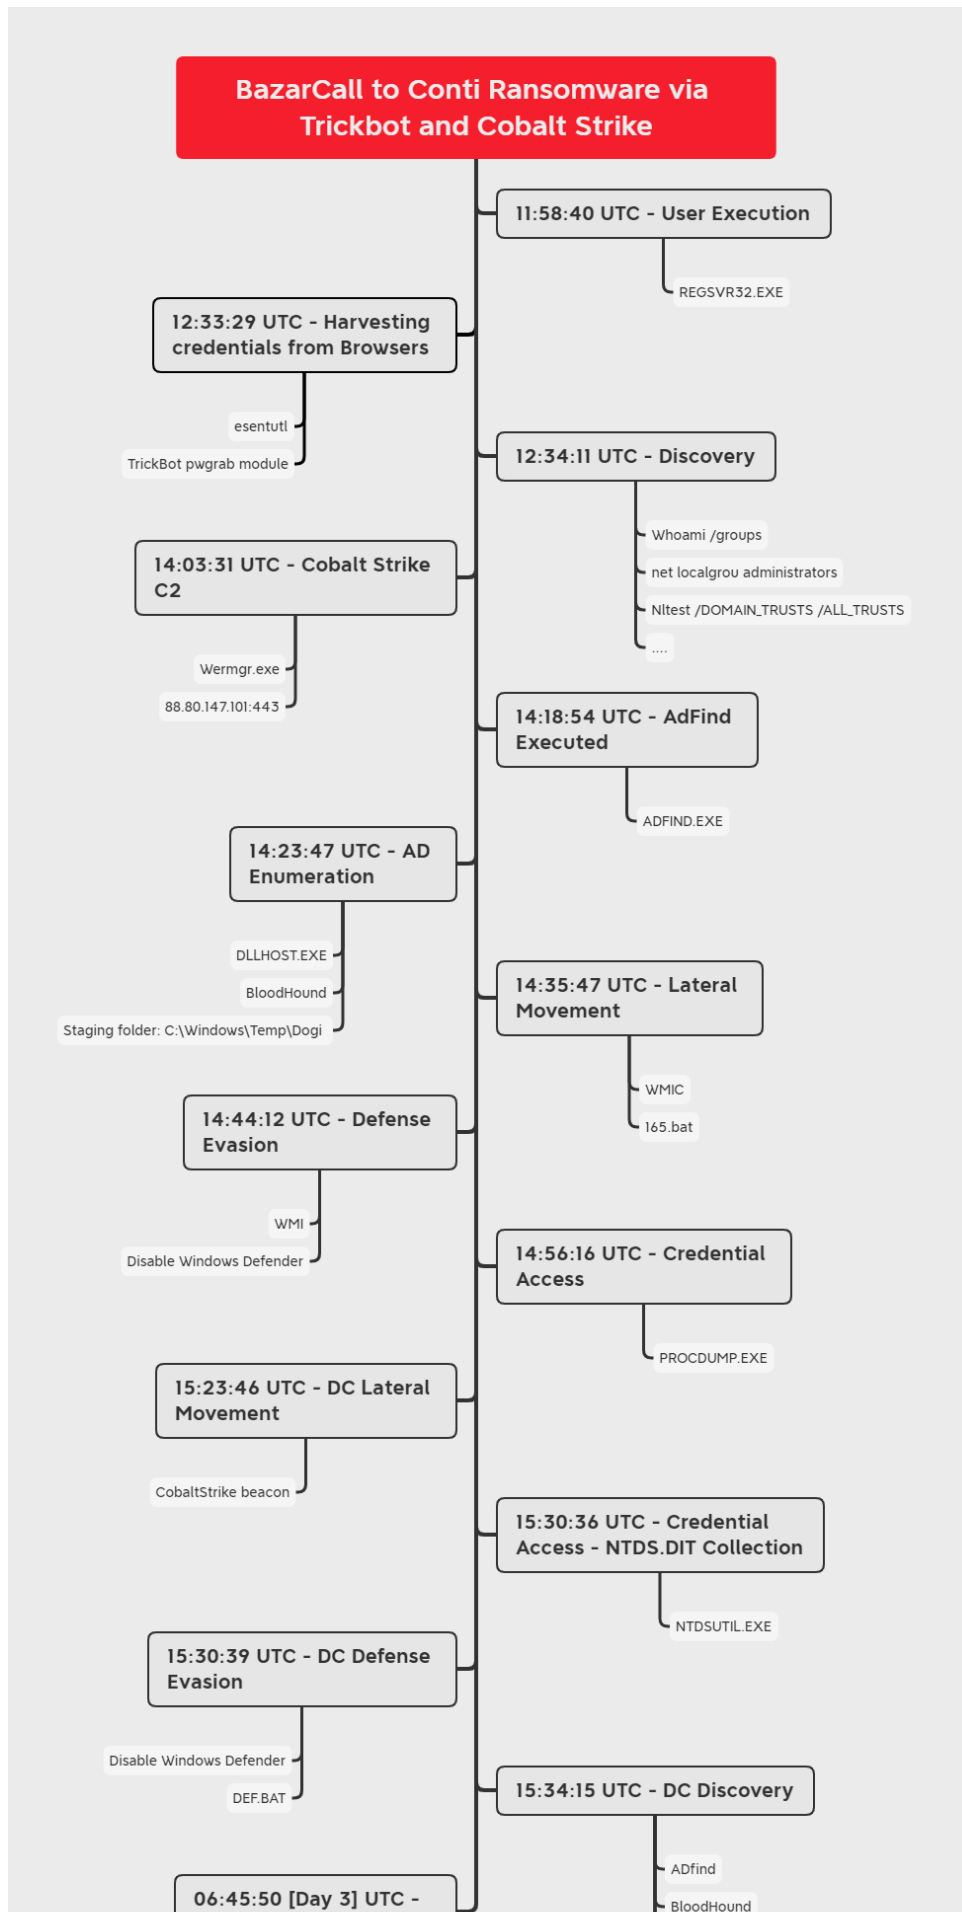 BazarCall to Conti Ransomware via
Trickbot and Cobalt Strike
11:58:40 UTC - User Execution
REGSVR32.EXE
12:33:29 UTC - Harvesting
credentials from Browsers
esentutl
TrickBot pwgrab module
12:34:11 UTC - Discovery
Whoami /groups
net localgrou administrators
Nltest /DOMAIN_TRUSTS /ALL_TRUSTS
....
14:03:31 UTC - Cobalt Strike
C2
Wermgr.exe
88.80.147.101:443
14:18:54 UTC - AdFind
Executed
ADFIND.EXE
14:23:47 UTC - AD
Enumeration
DLLHOST.EXE
BloodHound
Staging folder: C:\Windows\Temp\Dogi
14:35:47 UTC - Lateral
Movement
WMIC
165.bat
14:44:12 UTC - Defense
Evasion
WMI
Disable Windows Defender
14:56:16 UTC - Credential
Access
PROCDUMP.EXE
15:23:46 UTC - DC Lateral
Movement
CobaltStrike beacon
15:30:36 UTC - Credential
Access - NTDS.DIT Collection
NTDSUTIL.EXE
15:30:39 UTC - DC Defense
Evasion
Disable Windows Defender
DEF.BAT
15:34:15 UTC - DC Discovery
ADfind
BloodHound
06:45:50 [Day 3] UTC -